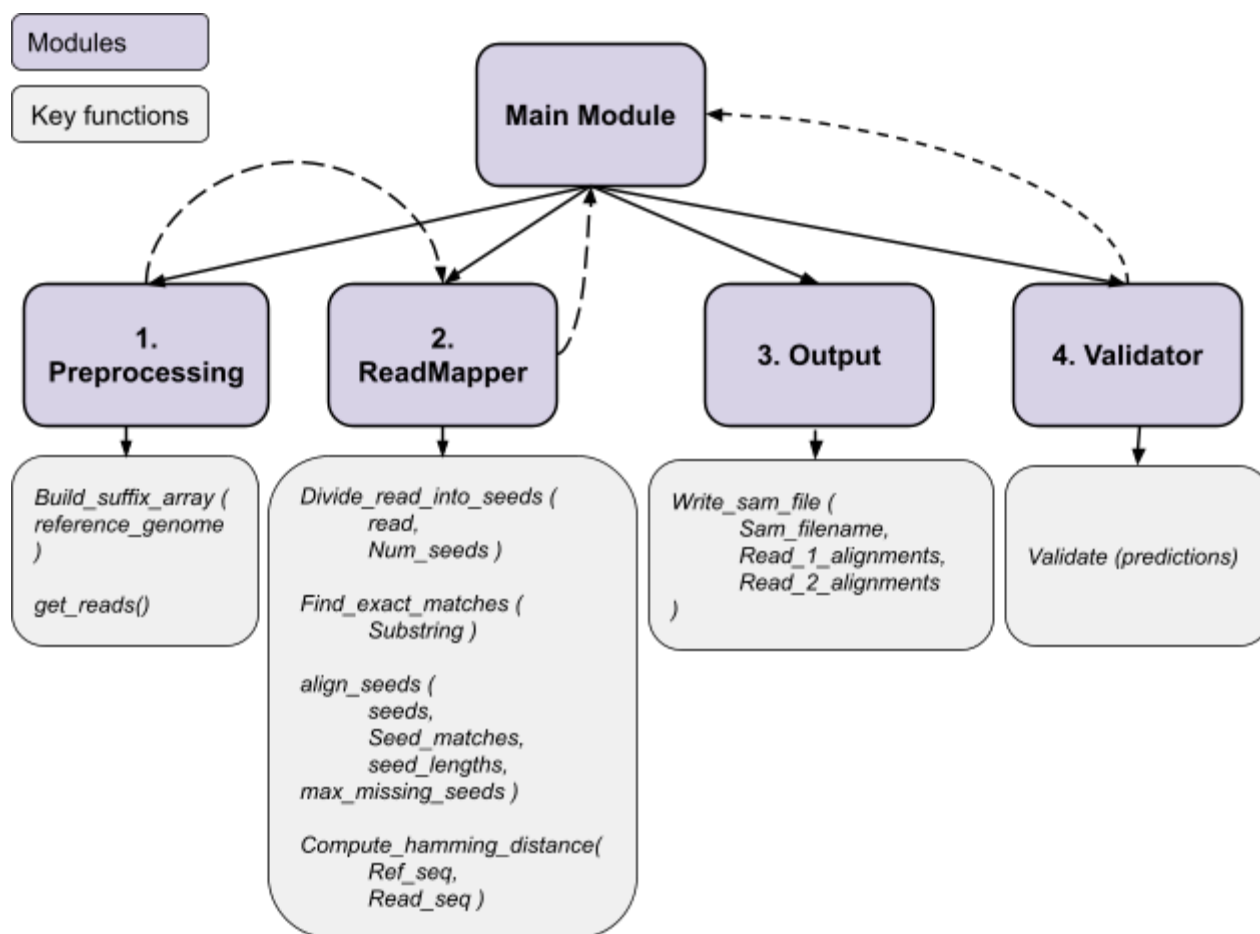 Modules
Key functions
Main Module
1.
Preprocessing
2.
ReadMapper
3. Output
4. Validator
Build_suffix_array (
reference_genome
)
get_reads()
Divide_read_into_seeds (
read,
Num_seeds )
Find_exact_matches (
Substring )
align_seeds (
seeds,
Seed_matches,
seed_lengths,
max_missing_seeds )
Compute_hamming_distance(
Ref_seq,
Read_seq )
Write_sam_file (
Sam_filename,
Read_1_alignments,
Read_2_alignments
)
Validate (predictions)